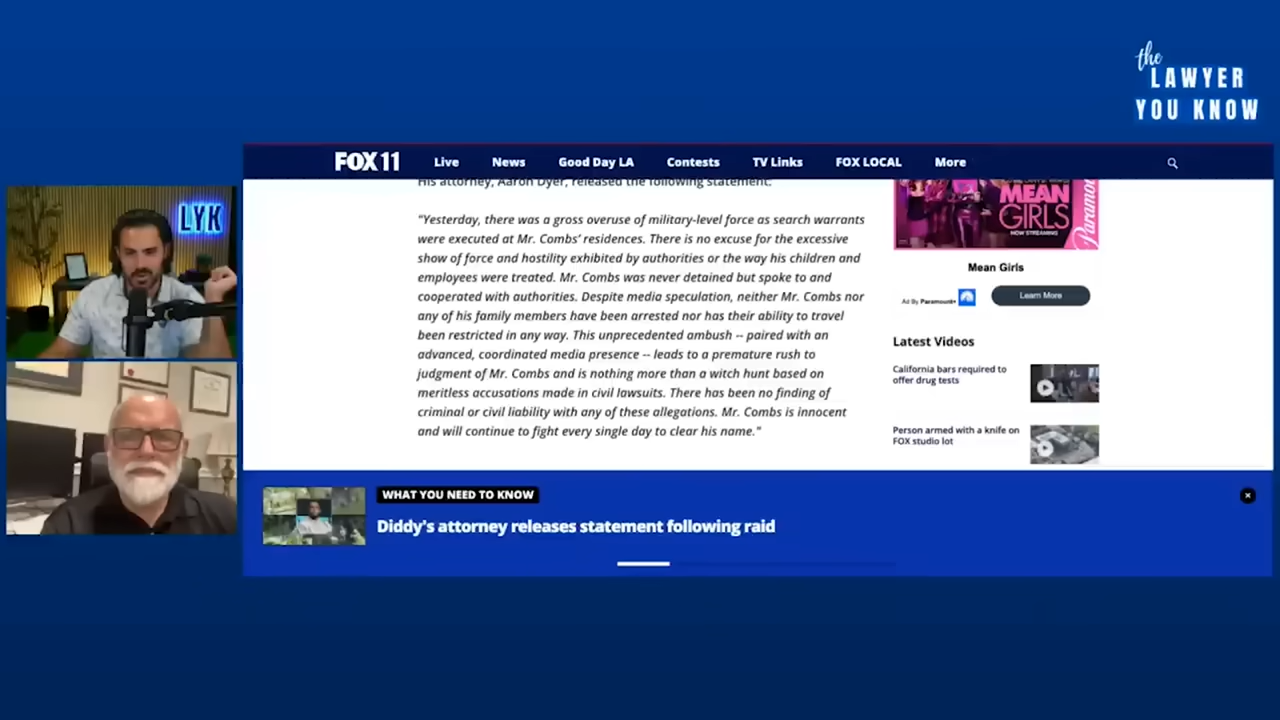 the
LAWYER
YOU KNOW
FOX 11
Live
News
Good Day LA
Contests
TV Links
FOX LOCAL
More
LYK
His attorney, Aaron Dyer, released the following statement:
"Yesterday, there was a gross overuse of military-level force as search warrants
were executed at Mr. Combs' residences. There is no excuse for the excessive
show of force and hostility exhibited by authorities or the way his children and
employees were treated. Mr. Combs was never detained but spoke to and
cooperated with authorities. Despite media speculation, neither Mr. Combs nor
any of his family members have been arrested nor has their ability to travel
been restricted in any way. This unprecedented ambush -- paired with an
advanced, coordinated media presence -- leads to a premature rush to
judgment of Mr. Combs and is nothing more than a witch hunt based on
meritless accusations made in civil lawsuits. There has been no finding of
criminal or civil liability with any of these allegations. Mr. Combs is innocent
and will continue to fight every single day to clear his name."
MEAN
GIRLS
NOW STREAMING
Paramou
Mean Girls
Ad By Paramount+
Learn More
Latest Videos
California bars required to
offer drug tests
Person armed with a knife on
FOX studio lot
WHAT YOU NEED TO KNOW
Diddy's attorney releases statement following raid